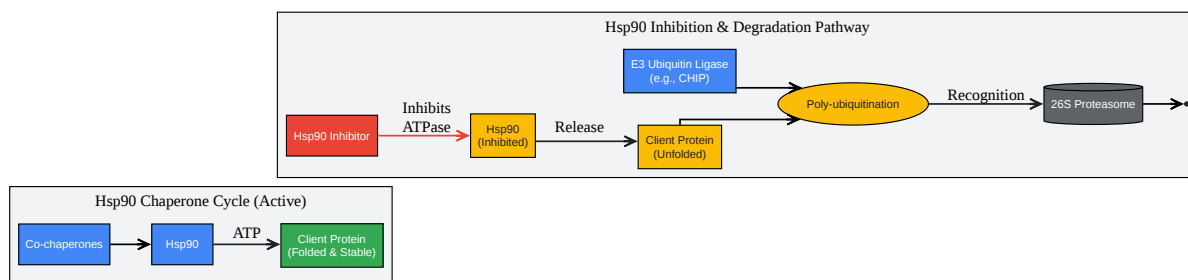 Hsp90 Inhibition & Degradation Pathway
E3 Ubiquitin Ligase
(e.g., CHIP)
Poly-ubiquitination
Recognition
26S Proteasome
Hsp90 Inhibitor
Inhibits
ATPase
Hsp90
(Inhibited)
Release
Client Protein
(Unfolded)
Hsp90 Chaperone Cycle (Active)
Co-chaperones
Hsp90
ATP
Client Protein
(Folded & Stable)